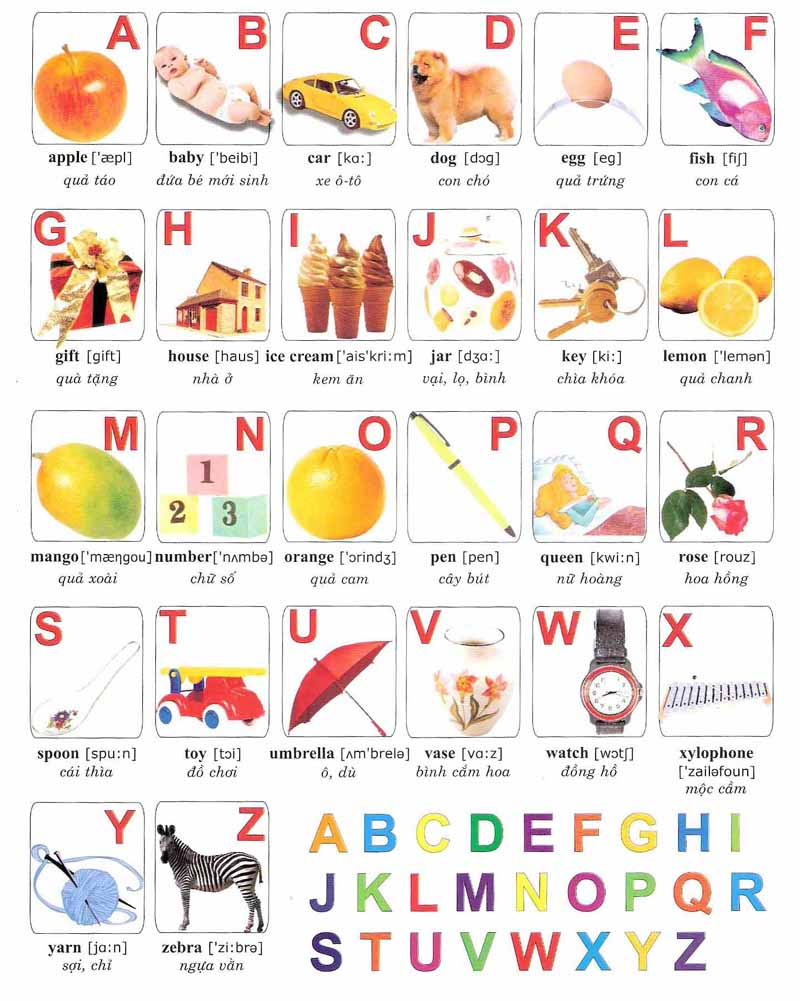 A B C D E F
apple ['æpl] baby ['beibi] car [kɑ:] dog [dɔg] egg [eg] fish [fiʃ]
quả táo đứa bé mới sinh xe ô-tô con chó quả trứng con cá
G H I J K L
gift [gift] house [haus] ice cream ['ais'kri:m] jar [dʒɑ:] key [ki:] lemon ['lemən]
quà tặng nhà ở kem ăn vại, lọ, bình chìa khóa quả chanh
M N O P Q R
1
2 3
mango ['mæŋgou] number ['nʌmbə] orange ['ɔrindʒ] pen [pen] queen [kwi:n] rose [rouz]
quả xoài chữ số quả cam cây bút nữ hoàng hoa hồng
S T U V W X
spoon [spu:n] toy [tɔi] umbrella [ʌm'brelə] vase [vɑ:z] watch [wɔtʃ] xylophone
['zailəfoun]
cái thìa đồ chơi ô, dù bình cắm hoa đồng hồ mộc cầm
Y Z
yarn [jɑ:n] zebra ['zi:brə]
sợi, chỉ ngựa vằn
A B C D E F G H I
J K L M N O P Q R
S T U V W X Y Z